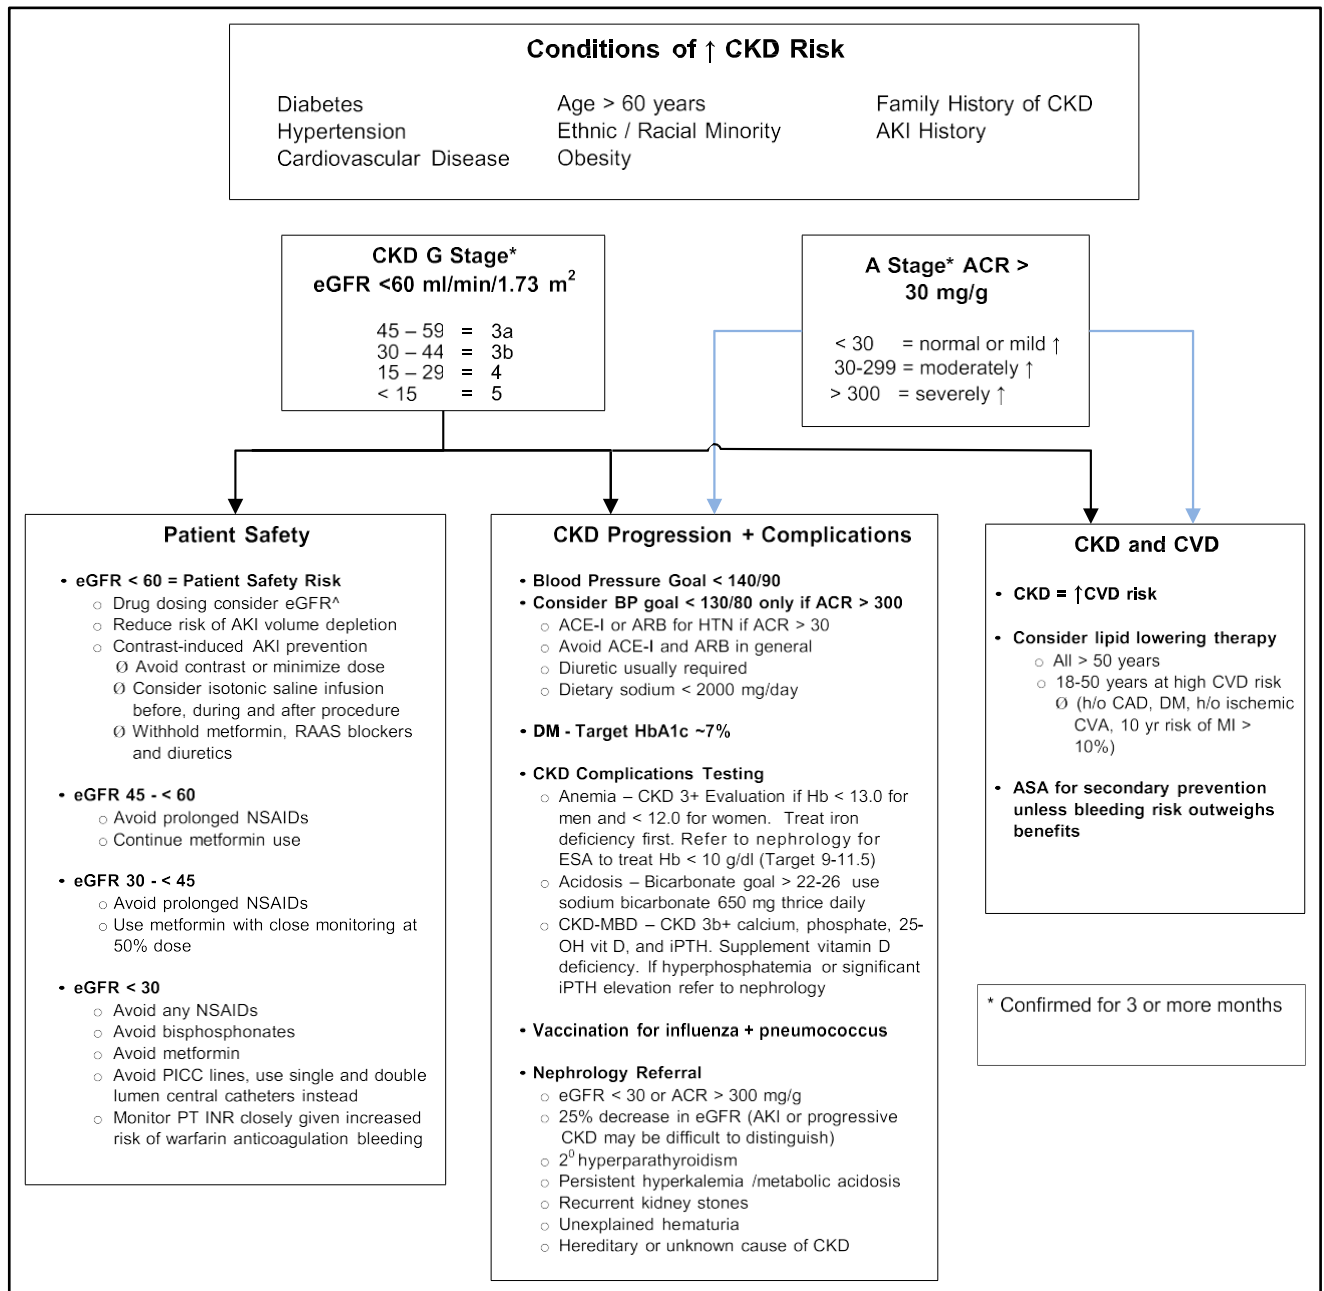 Conditions of ↑ CKD Risk
Diabetes
Hypertension
Cardiovascular Disease
Age > 60 years
Ethnic / Racial Minority
Obesity
Family History of CKD
AKI History
CKD G Stage*
eGFR <60 ml/min/1.73 m²
45 – 59 = 3a
30 – 44 = 3b
15 – 29 = 4
< 15 = 5
A Stage* ACR >
30 mg/g
< 30 = normal or mild ↑
30-299 = moderately ↑
> 300 = severely ↑
Patient Safety
• eGFR < 60 = Patient Safety Risk
○ Drug dosing consider eGFR^
○ Reduce risk of AKI volume depletion
○ Contrast-induced AKI prevention
Ø Avoid contrast or minimize dose
Ø Consider isotonic saline infusion
before, during and after procedure
Ø Withhold metformin, RAAS blockers
and diuretics
• eGFR 45 - < 60
○ Avoid prolonged NSAIDs
○ Continue metformin use
• eGFR 30 - < 45
○ Avoid prolonged NSAIDs
○ Use metformin with close monitoring at
50% dose
• eGFR < 30
○ Avoid any NSAIDs
○ Avoid bisphosphonates
○ Avoid metformin
○ Avoid PICC lines, use single and double
lumen central catheters instead
○ Monitor PT INR closely given increased
risk of warfarin anticoagulation bleeding
CKD Progression + Complications
• Blood Pressure Goal < 140/90
• Consider BP goal < 130/80 only if ACR > 300
○ ACE-I or ARB for HTN if ACR > 30
○ Avoid ACE-I and ARB in general
○ Diuretic usually required
○ Dietary sodium < 2000 mg/day
• DM - Target HbA1c ~7%
• CKD Complications Testing
○ Anemia – CKD 3+ Evaluation if Hb < 13.0 for
men and < 12.0 for women. Treat iron
deficiency first. Refer to nephrology for
ESA to treat Hb < 10 g/dl (Target 9-11.5)
○ Acidosis – Bicarbonate goal > 22-26 use
sodium bicarbonate 650 mg thrice daily
○ CKD-MBD – CKD 3b+ calcium, phosphate, 25-
OH vit D, and iPTH. Supplement vitamin D
deficiency. If hyperphosphatemia or significant
iPTH elevation refer to nephrology
• Vaccination for influenza + pneumococcus
• Nephrology Referral
○ eGFR < 30 or ACR > 300 mg/g
○ 25% decrease in eGFR (AKI or progressive
CKD may be difficult to distinguish)
○ 2⁰ hyperparathyroidism
○ Persistent hyperkalemia /metabolic acidosis
○ Recurrent kidney stones
○ Unexplained hematuria
○ Hereditary or unknown cause of CKD
CKD and CVD
• CKD = ↑CVD risk
• Consider lipid lowering therapy
○ All > 50 years
○ 18-50 years at high CVD risk
Ø (h/o CAD, DM, h/o ischemic
CVA, 10 yr risk of MI >
10%)
• ASA for secondary prevention
unless bleeding risk outweighs
benefits
* Confirmed for 3 or more months